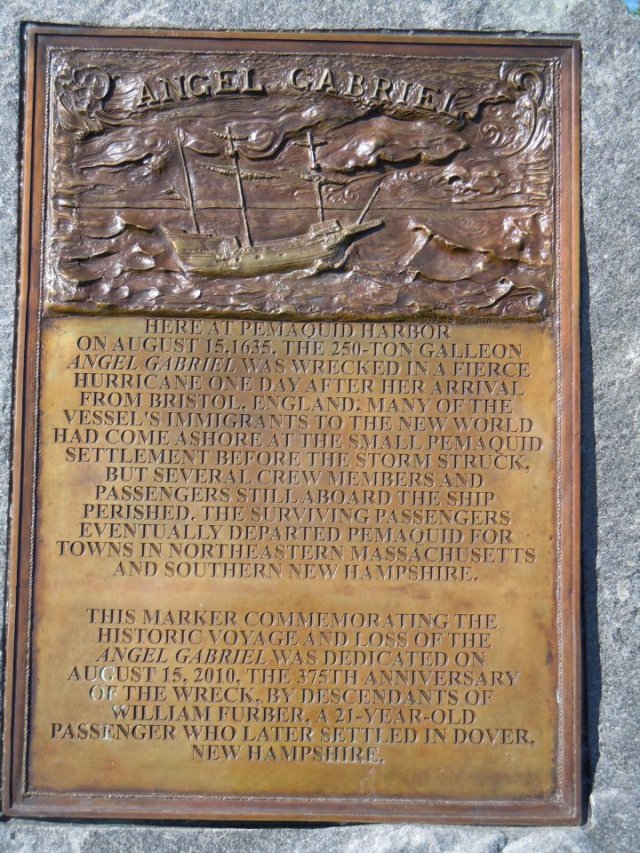 ANGEL GABRIEL
HERE AT PEMAQUID HARBOR
ON AUGUST 15,1635, THE 250-TON GALLEON
ANGEL GABRIEL WAS WRECKED IN A FIERCE
HURRICANE ONE DAY AFTER HER ARRIVAL
FROM BRISTOL, ENGLAND. MANY OF THE
VESSEL'S IMMIGRANTS TO THE NEW WORLD
HAD COME ASHORE AT THE SMALL PEMAQUID
SETTLEMENT BEFORE THE STORM STRUCK,
BUT SEVERAL CREW MEMBERS AND
PASSENGERS STILL ABOARD THE SHIP
PERISHED. THE SURVIVING PASSENGERS
EVENTUALLY DEPARTED PEMAQUID FOR
TOWNS IN NORTHEASTERN MASSACHUSETTS
AND SOUTHERN NEW HAMPSHIRE.
THIS MARKER COMMEMORATING THE
HISTORIC VOYAGE AND LOSS OF THE
ANGEL GABRIEL WAS DEDICATED ON
AUGUST 15, 2010, THE 375TH ANNIVERSARY
OF THE WRECK, BY DESCENDANTS OF
WILLIAM FURBER, A 21-YEAR-OLD
PASSENGER WHO LATER SETTLED IN DOVER,
NEW HAMPSHIRE.